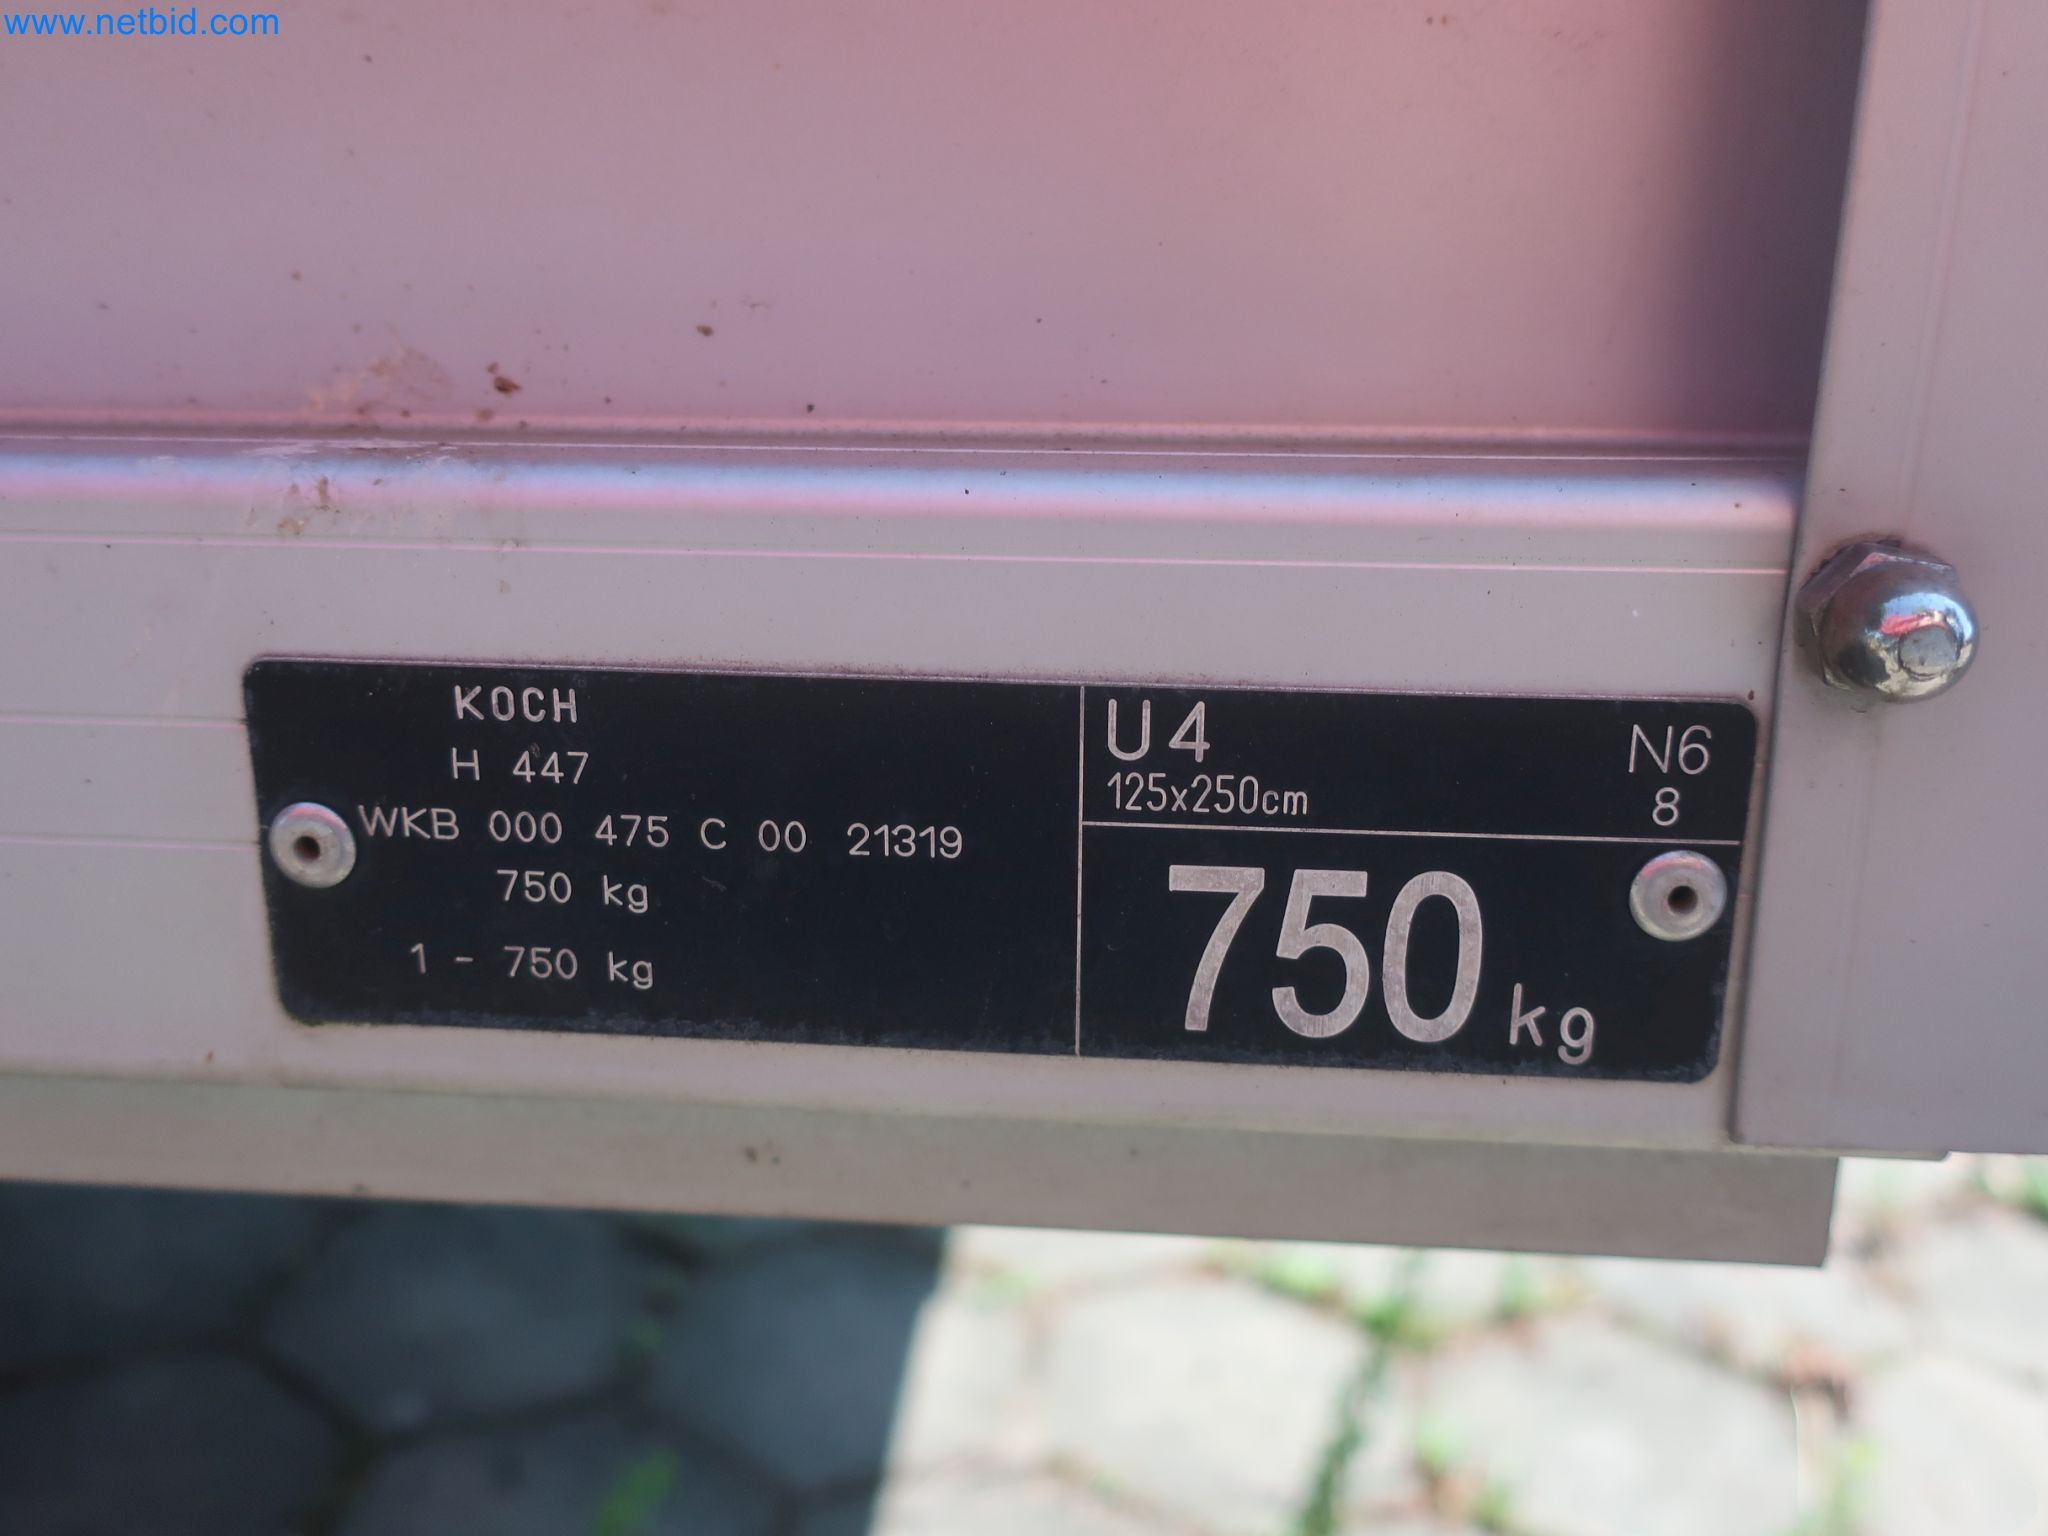 www.netbid.com
KOCH
H 447
WKB 000 475 C 00 21319
750 kg
1 - 750 kg
U4
125x250cm
N6
8
750 kg